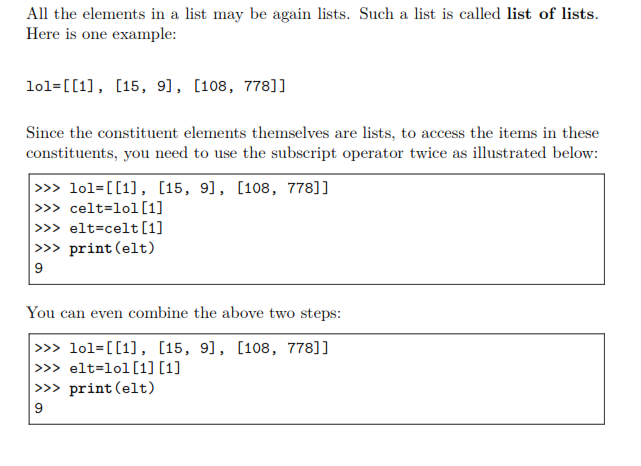 All the elements in a list may be again lists. Such a list is called list of lists.
Here is one example:
lol=[[1], [15, 9], [108, 778]]
Since the constituent elements themselves are lists, to access the items in these
constituents, you need to use the subscript operator twice as illustrated below:
>>> lol=[[1], [15, 9], [108, 778]]
>>> celt=lol[1]
>>> elt=celt[1]
>>> print(elt)
9
You can even combine the above two steps:
>>> lol=[[1], [15, 9], [108, 778]]
>>> elt=lol[1][1]
>>> print(elt)
9